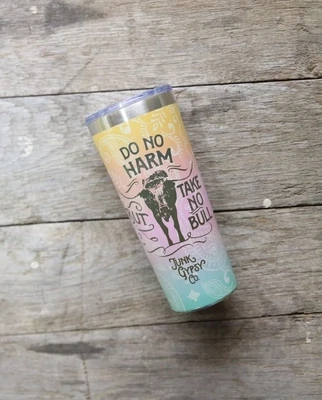 DO NO
HARM
BUT
TAKE
NO
BULL
JUNK
GYPSY
CO.